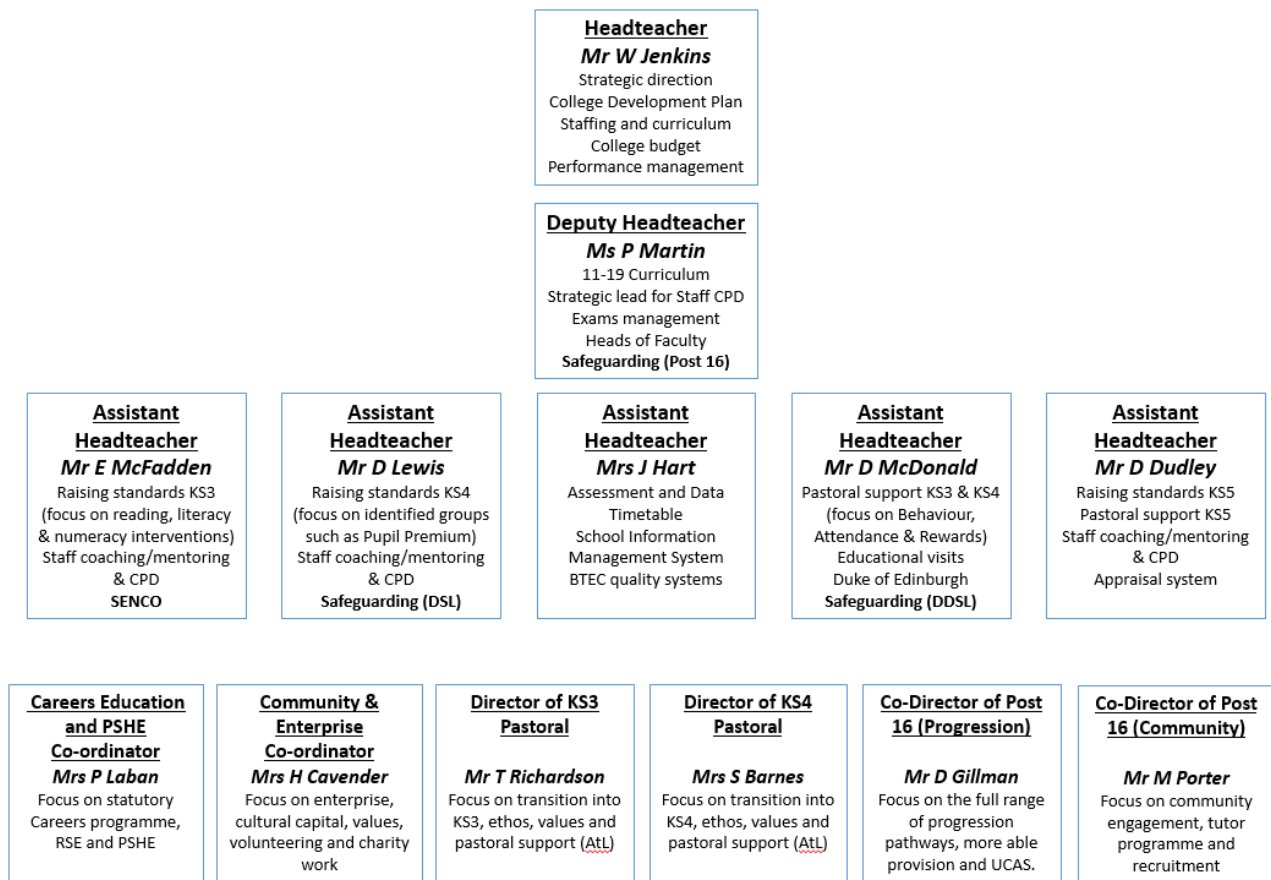 Headteacher
Mr W Jenkins
Strategic direction
College Development Plan
Staffing and curriculum
College budget
Performance management
Deputy Headteacher
Ms P Martin
11-19 Curriculum
Strategic lead for Staff CPD
Exams management
Heads of Faculty
Safeguarding (Post 16)
Assistant
Headteacher
Mr E McFadden
Raising standards KS3
(focus on reading, literacy
& numeracy interventions)
Staff coaching/mentoring
& CPD
SENCO
Assistant
Headteacher
Mr D Lewis
Raising standards KS4
(focus on identified groups
such as Pupil Premium)
Staff coaching/mentoring
& CPD
Safeguarding (DSL)
Assistant
Headteacher
Mrs J Hart
Assessment and Data
Timetable
School Information
Management System
BTEC quality systems
Assistant
Headteacher
Mr D McDonald
Pastoral support KS3 & KS4
(focus on Behaviour,
Attendance & Rewards)
Educational visits
Duke of Edinburgh
Safeguarding (DDSL)
Assistant
Headteacher
Mr D Dudley
Raising standards KS5
Pastoral support KS5
Staff coaching/mentoring
& CPD
Appraisal system
Careers Education
and PSHE
Co-ordinator
Mrs P Laban
Focus on statutory
Careers programme,
RSE and PSHE
Community &
Enterprise
Co-ordinator
Mrs H Cavender
Focus on enterprise,
cultural capital, values,
volunteering and charity
work
Director of KS3
Pastoral
Mr T Richardson
Focus on transition into
KS3, ethos, values and
pastoral support (AtL)
Director of KS4
Pastoral
Mrs S Barnes
Focus on transition into
KS4, ethos, values and
pastoral support (AtL)
Co-Director of Post
16 (Progression)
Mr D Gillman
Focus on the full range
of progression
pathways, more able
provision and UCAS.
Co-Director of Post
16 (Community)
Mr M Porter
Focus on community
engagement, tutor
programme and
recruitment